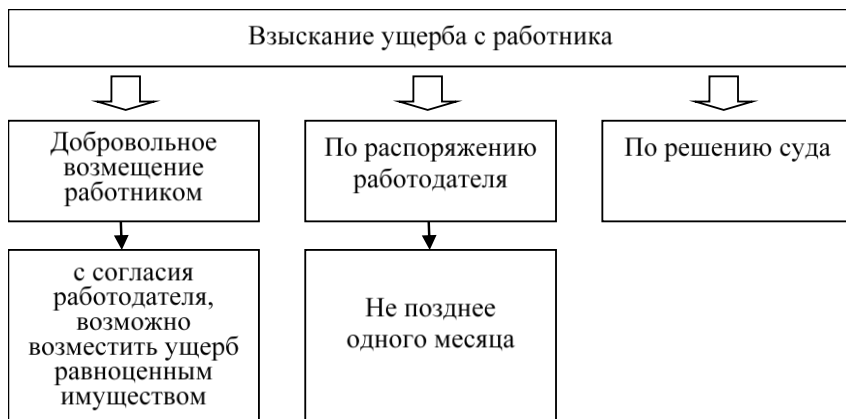 Взыскание ущерба с работника
Добровольное
возмещение
работником
По распоряжению
работодателя
По решению суда
с согласия
работодателя,
возможно
возместить ущерб
равноценным
имуществом
Не позднее
одного месяца